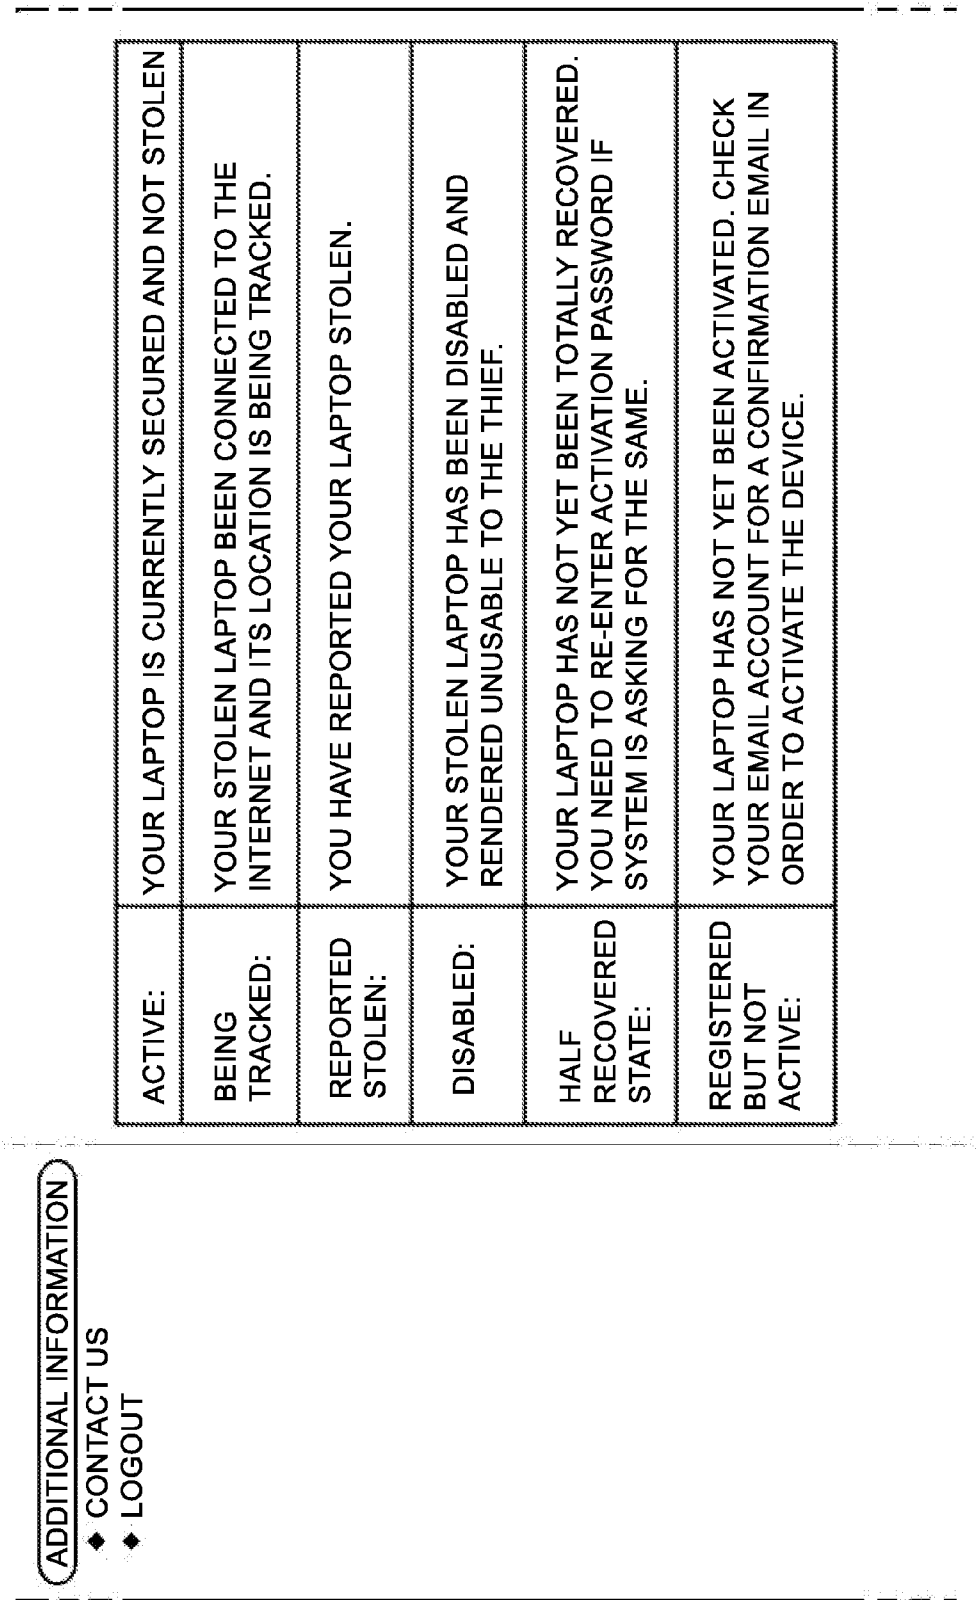 ADDITIONAL INFORMATION
◆ CONTACT US
◆ LOGOUT
ACTIVE:
YOUR LAPTOP IS CURRENTLY SECURED AND NOT STOLEN
BEING
TRACKED:
YOUR STOLEN LAPTOP BEEN CONNECTED TO THE
INTERNET AND ITS LOCATION IS BEING TRACKED.
REPORTED
STOLEN:
YOU HAVE REPORTED YOUR LAPTOP STOLEN.
DISABLED:
YOUR STOLEN LAPTOP HAS BEEN DISABLED AND
RENDERED UNUSABLE TO THE THIEF.
HALF
RECOVERED
STATE:
YOUR LAPTOP HAS NOT YET BEEN TOTALLY RECOVERED.
YOU NEED TO RE-ENTER ACTIVATION PASSWORD IF
SYSTEM IS ASKING FOR THE SAME.
REGISTERED
BUT NOT
ACTIVE:
YOUR LAPTOP HAS NOT YET BEEN ACTIVATED. CHECK
YOUR EMAIL ACCOUNT FOR A CONFIRMATION EMAIL IN
ORDER TO ACTIVATE THE DEVICE.